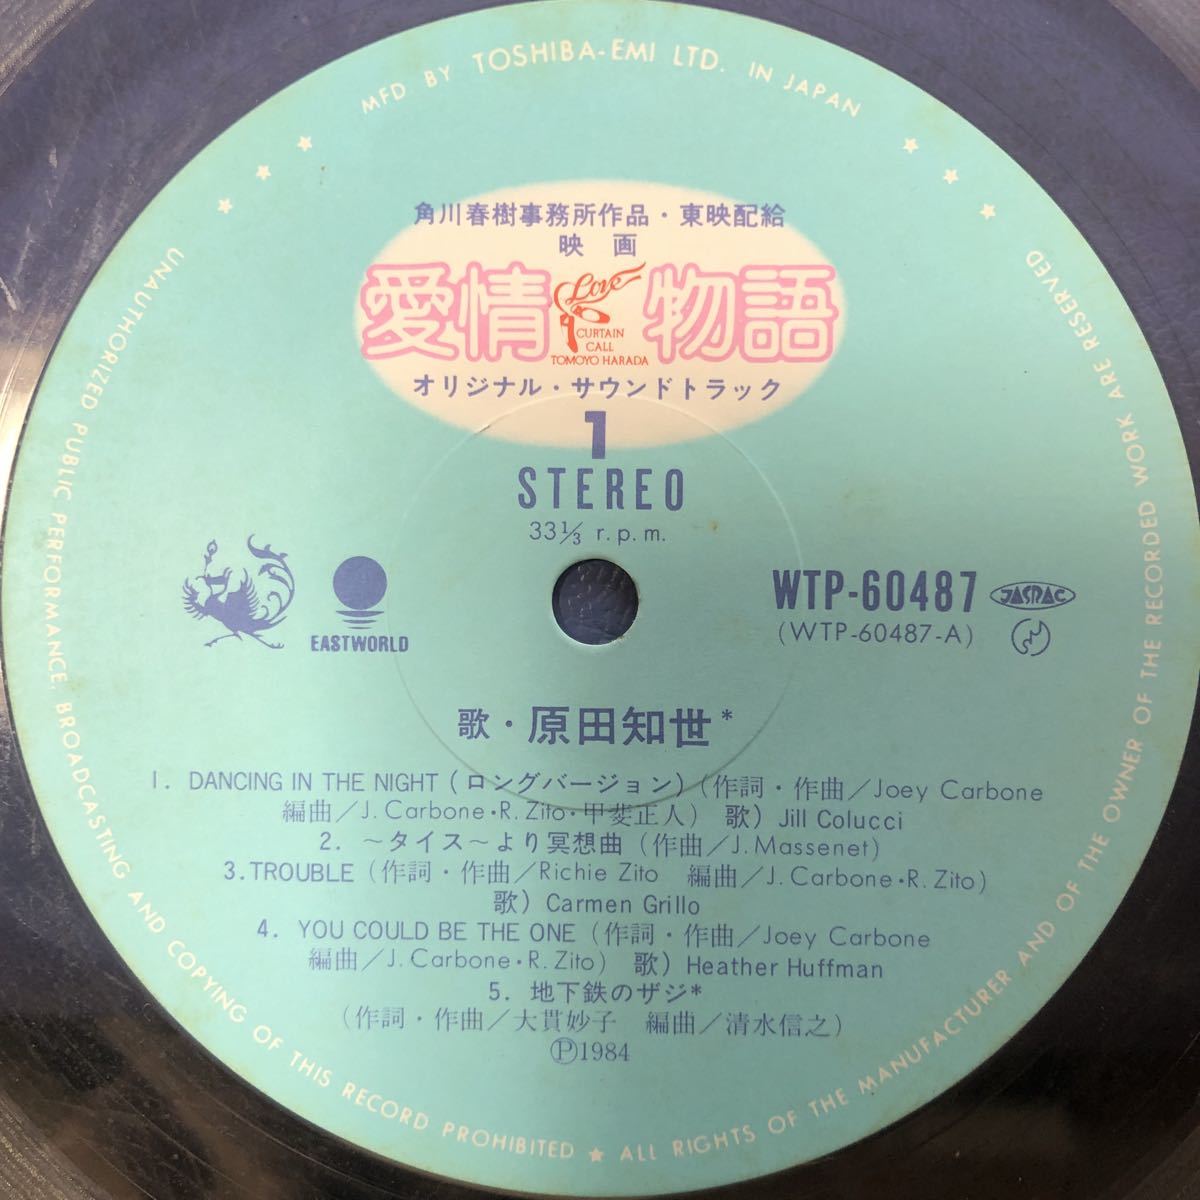 MFD BY TOSHIBA-EMI LTD. IN JAPAN
角川春樹事務所作品・東映配給
映画
愛情物語
Love
CURTAIN
CALL
TOMOYO HARADA
オリジナル・サウンドトラック
1
STEREO
33⅓ r.p.m.
EASTWORLD
WTP-60487
JASRAC
(WTP-60487-A)
歌・原田知世*
1. DANCING IN THE NIGHT (ロングバージョン) (作詞・作曲/Joey Carbone
編曲/J. Carbone・R. Zito・甲斐正人) 歌) Jill Colucci
2. ～タイス～より冥想曲 (作曲/J. Massenet)
3. TROUBLE (作詞・作曲/Richie Zito 編曲/J. Carbone・R. Zito)
歌) Carmen Grillo
4. YOU COULD BE THE ONE (作詞・作曲/Joey Carbone
編曲/J. Carbone・R. Zito) 歌) Heather Huffman
5. 地下鉄のザジ*
(作詞・作曲/大貫妙子 編曲/清水信之)
Ⓟ1984
UNAUTHORIZED PUBLIC PERFORMANCE, BROADCASTING AND COPYING OF THIS RECORD PROHIBITED ★ ALL RIGHTS OF THE MANUFACTURER AND OF THE OWNER OF THE RECORDED WORK ARE RESERVED